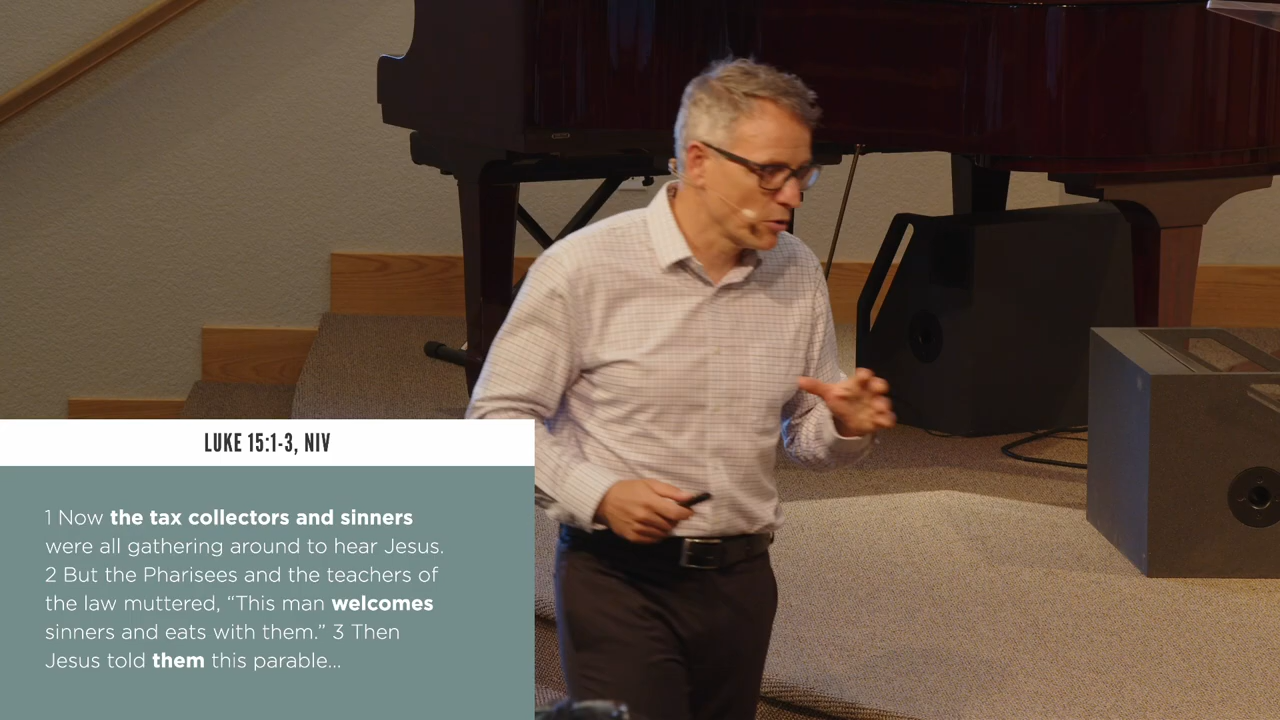 LUKE 15:1-3, NIV
1 Now the tax collectors and sinners
were all gathering around to hear Jesus.
2 But the Pharisees and the teachers of
the law muttered, “This man welcomes
sinners and eats with them.” 3 Then
Jesus told them this parable...